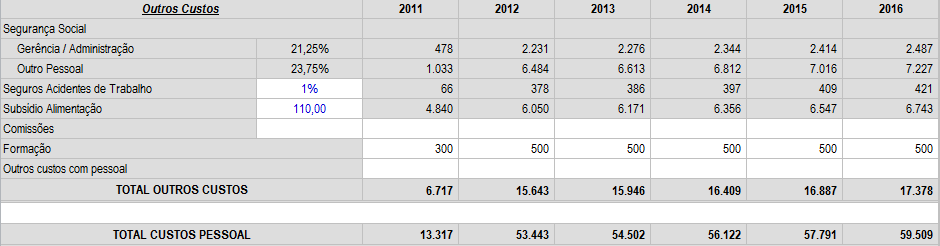 Outros Custos 2011 2012 2013 2014 2015 2016
Segurança Social
Gerência / Administração 21,25% 478 2.231 2.276 2.344 2.414 2.487
Outro Pessoal 23,75% 1.033 6.484 6.613 6.812 7.016 7.227
Seguros Acidentes de Trabalho 1% 66 378 386 397 409 421
Subsídio Alimentação 110,00 4.840 6.050 6.171 6.356 6.547 6.743
Comissões
Formação 300 500 500 500 500 500
Outros custos com pessoal
TOTAL OUTROS CUSTOS 6.717 15.643 15.946 16.409 16.887 17.378
TOTAL CUSTOS PESSOAL 13.317 53.443 54.502 56.122 57.791 59.509